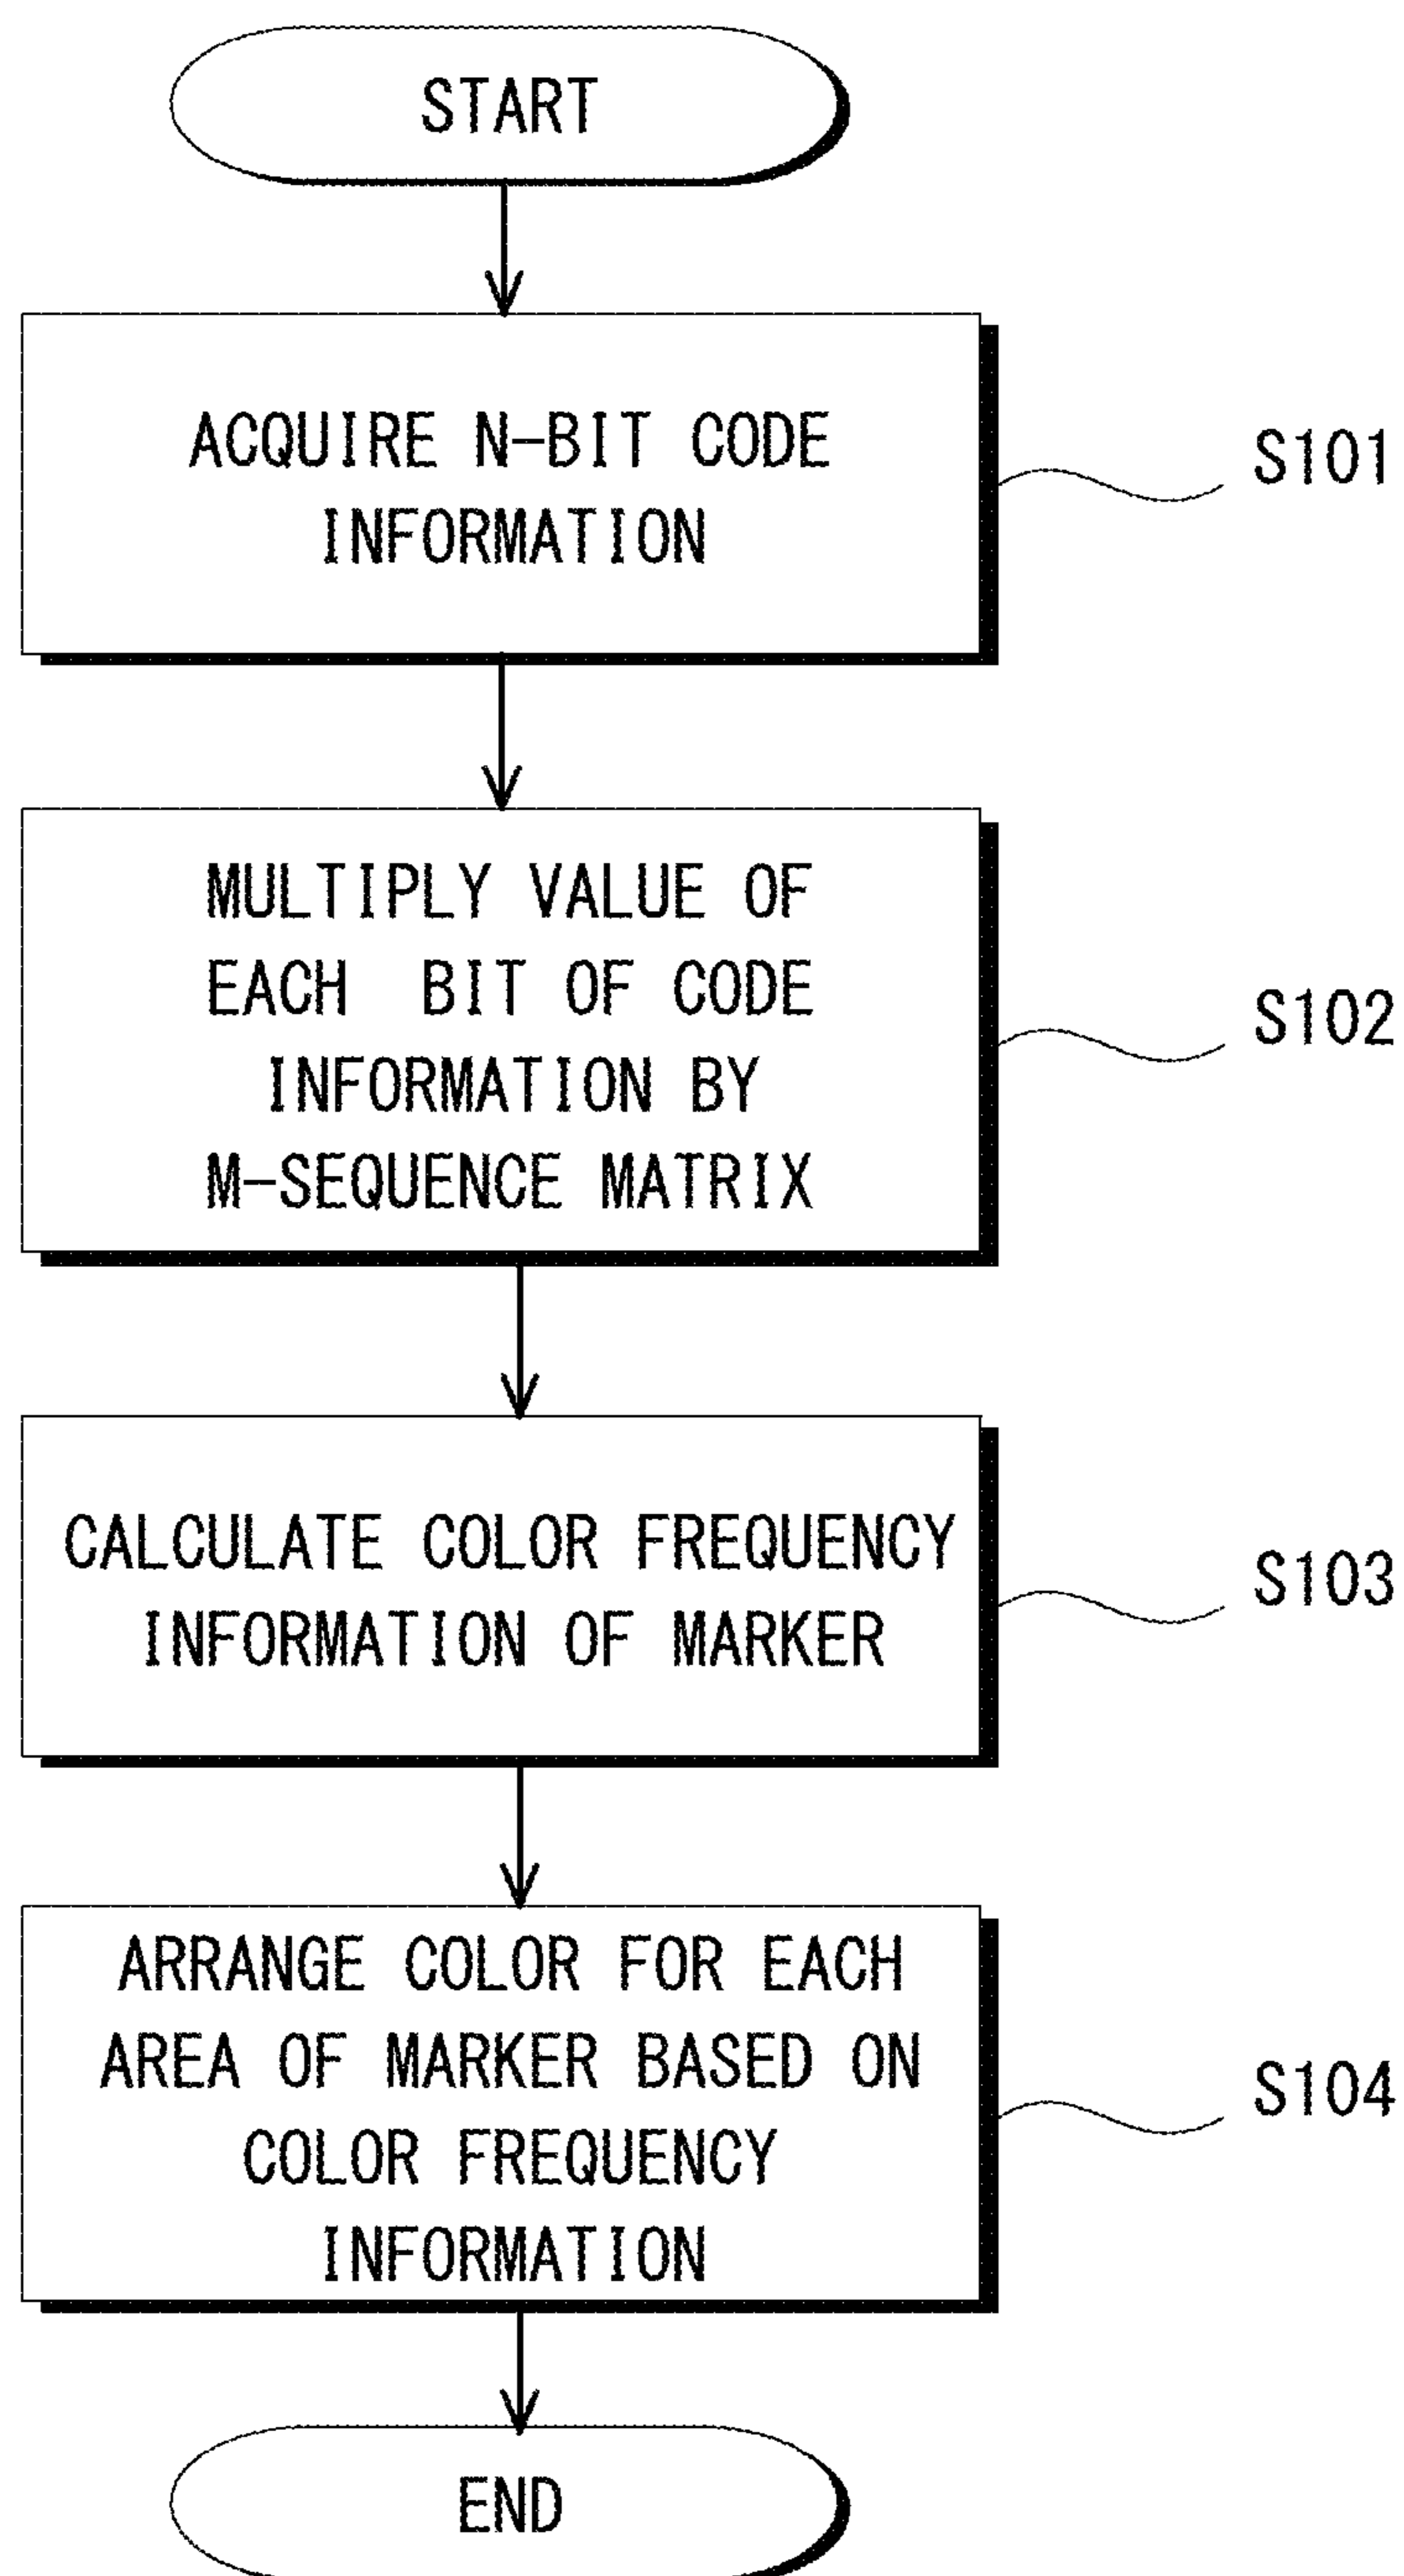 START
ACQUIRE N-BIT CODE
INFORMATION
S101
MULTIPLY VALUE OF
EACH BIT OF CODE
INFORMATION BY
M-SEQUENCE MATRIX
S102
CALCULATE COLOR FREQUENCY
INFORMATION OF MARKER
S103
ARRANGE COLOR FOR EACH
AREA OF MARKER BASED ON
COLOR FREQUENCY
INFORMATION
S104
END